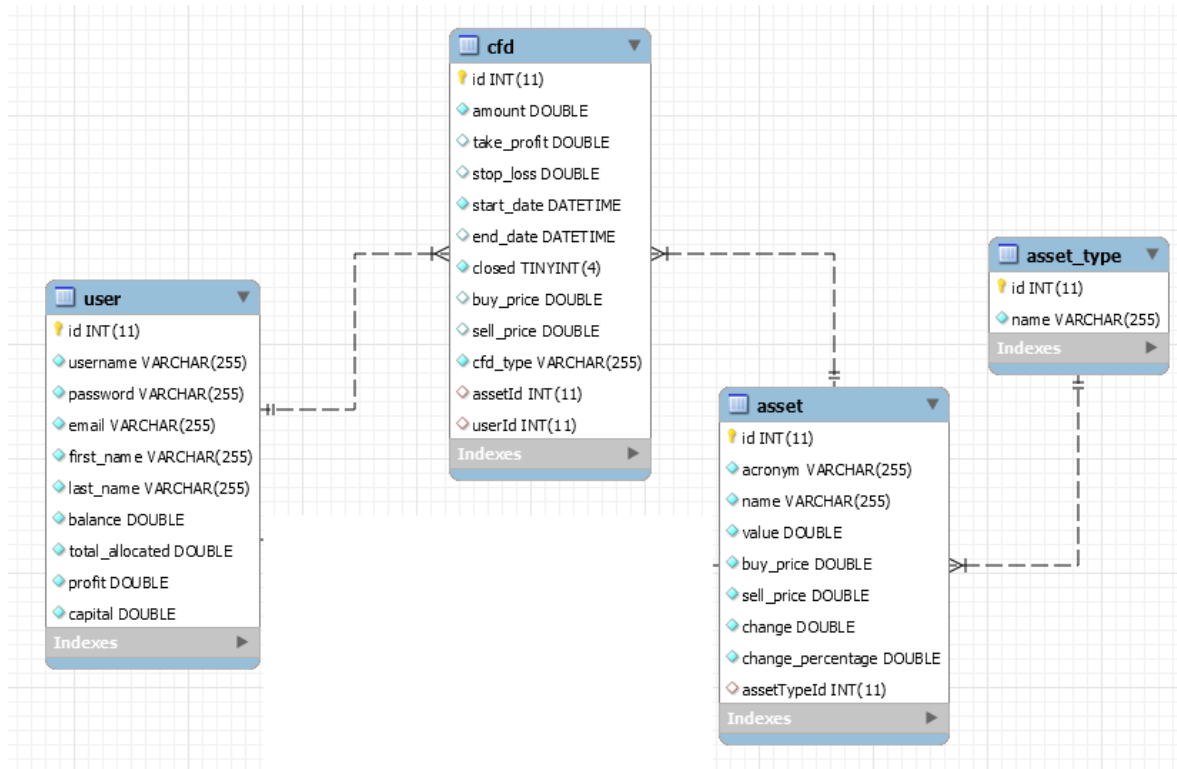 cfd
id INT(11)
amount DOUBLE
take_profit DOUBLE
stop_loss DOUBLE
start_date DATETIME
end_date DATETIME
closed TINYINT(4)
buy_price DOUBLE
sell_price DOUBLE
cfd_type VARCHAR(255)
assetId INT(11)
userId INT(11)
Indexes
user
id INT(11)
username VARCHAR(255)
password VARCHAR(255)
email VARCHAR(255)
first_name VARCHAR(255)
last_name VARCHAR(255)
balance DOUBLE
total_allocated DOUBLE
profit DOUBLE
capital DOUBLE
Indexes
asset_type
id INT(11)
name VARCHAR(255)
Indexes
asset
id INT(11)
acronym VARCHAR(255)
name VARCHAR(255)
value DOUBLE
buy_price DOUBLE
sell_price DOUBLE
change DOUBLE
change_percentage DOUBLE
assetTypeId INT(11)
Indexes